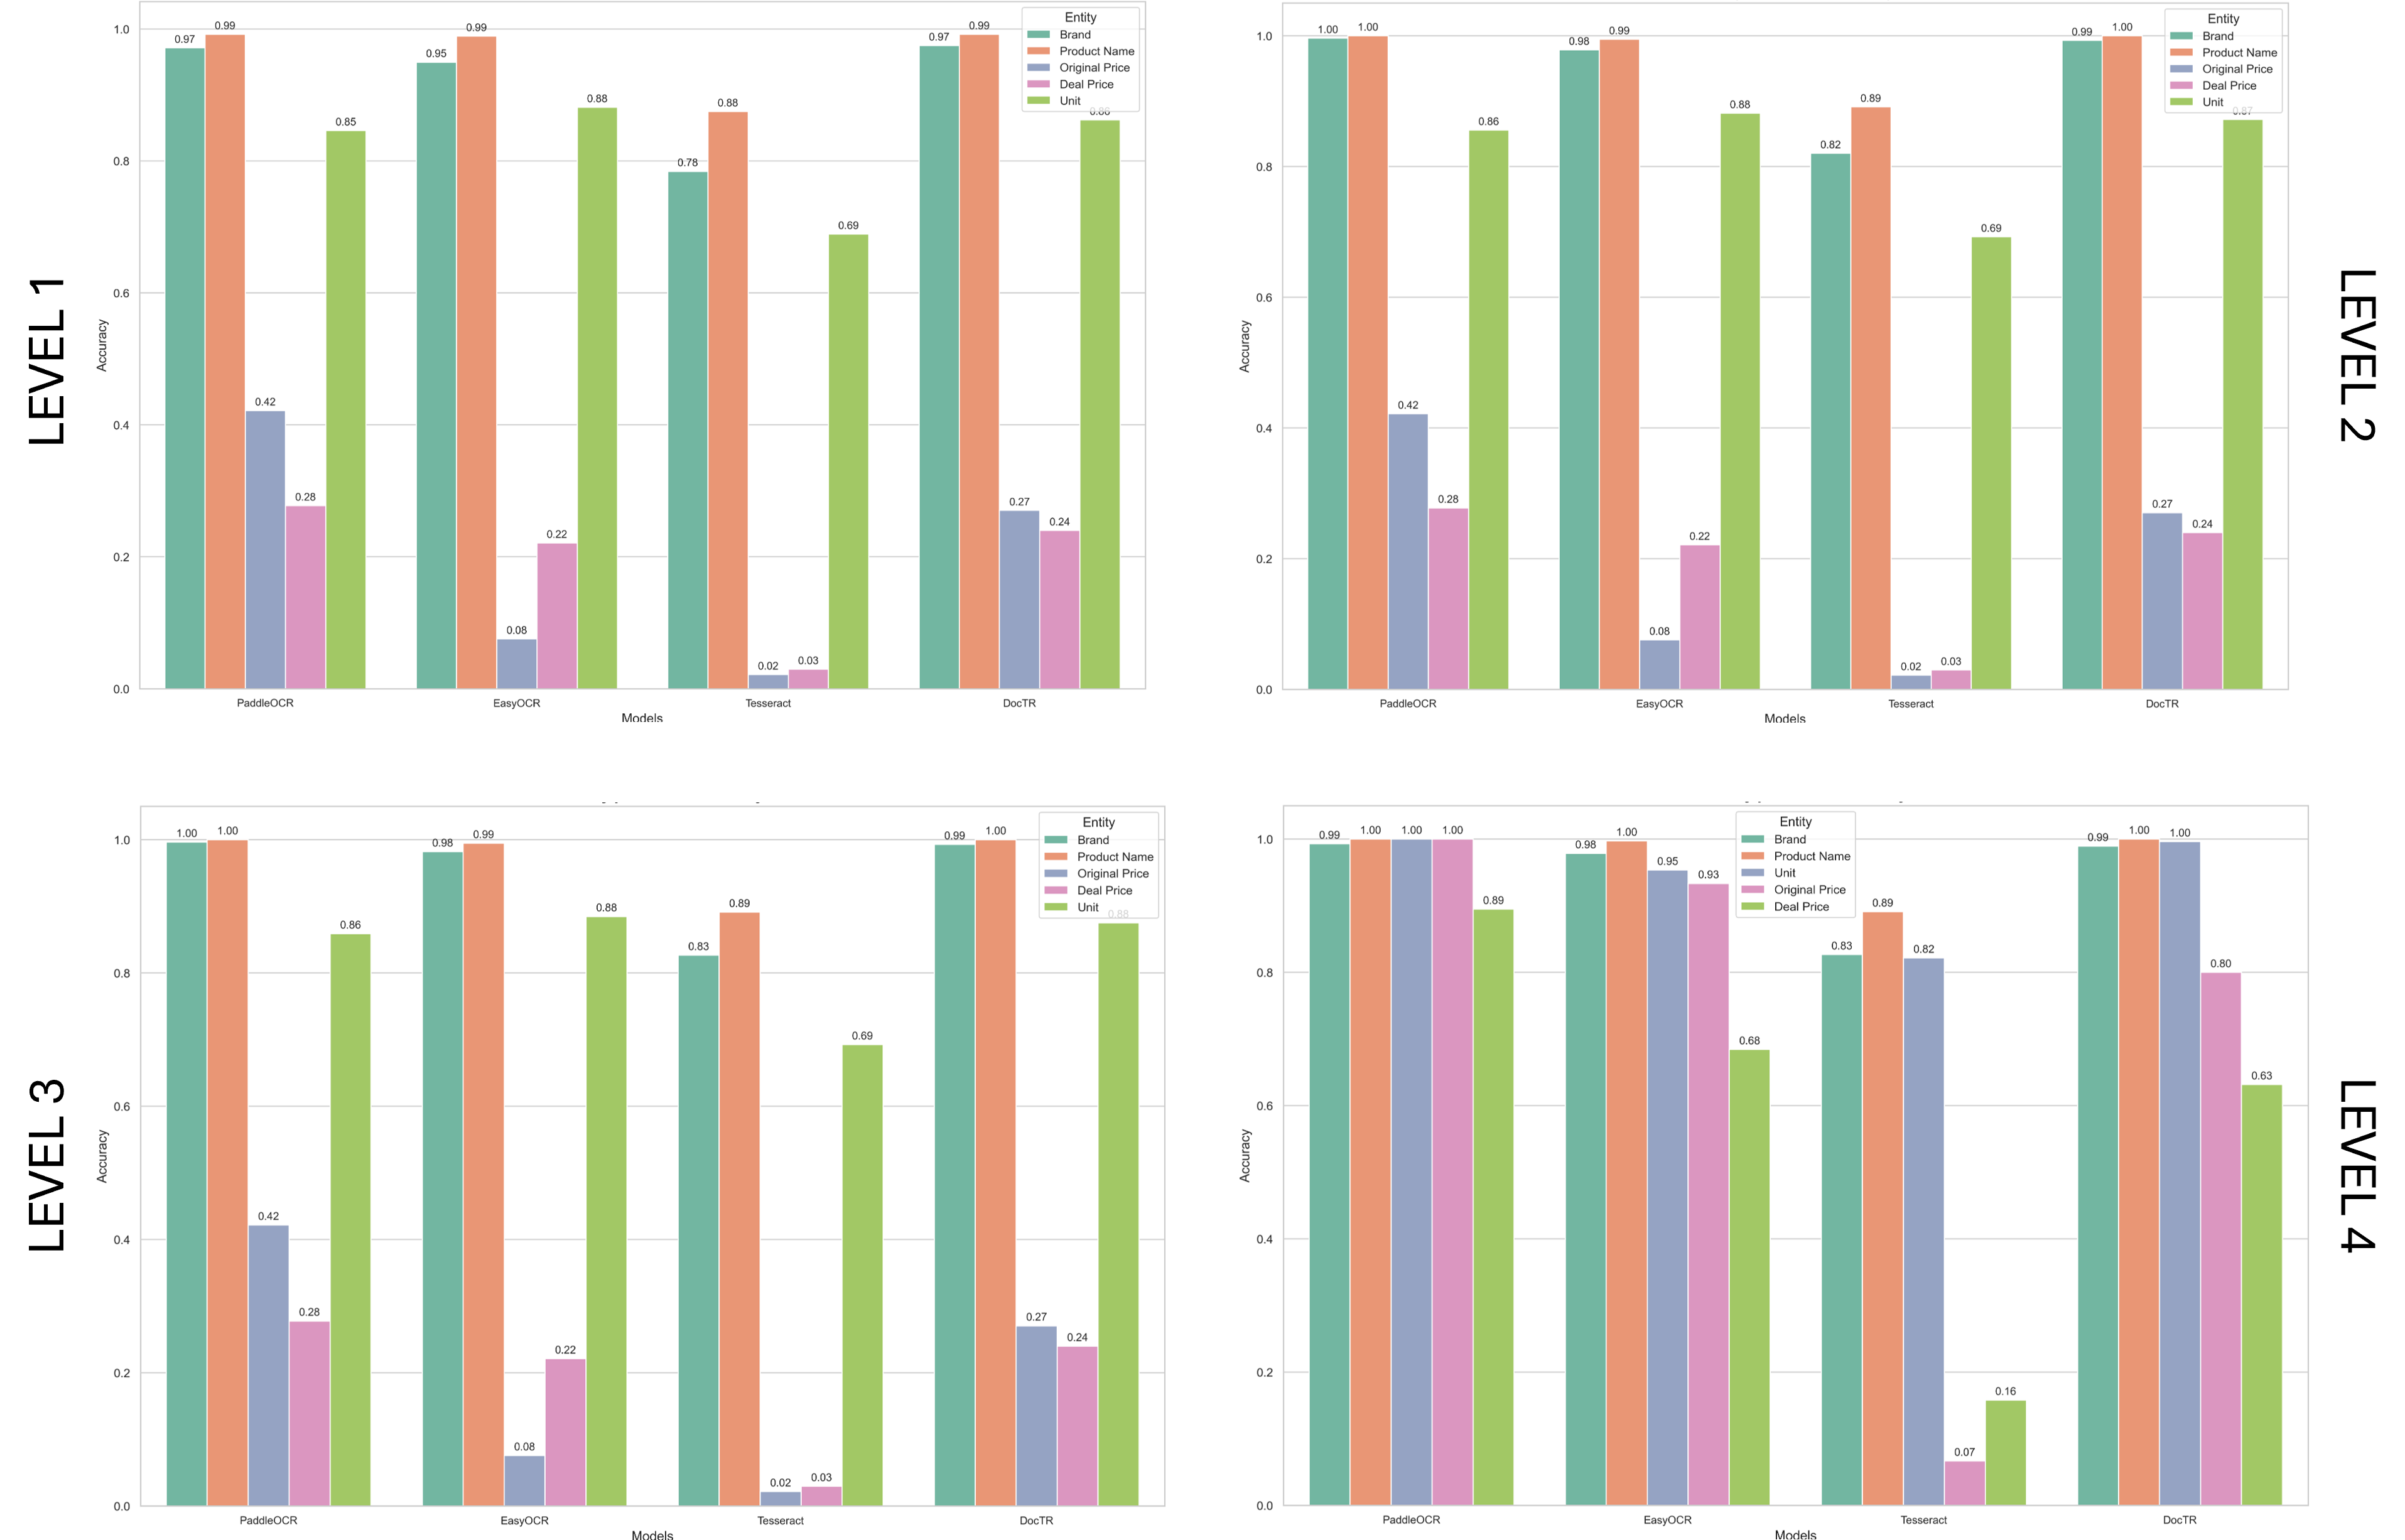 LEVEL 1
Accuracy
1.0
0.8
0.6
0.4
0.2
0.0
0.97 0.99 0.42 0.28 0.85
0.95 0.99 0.08 0.22 0.88
0.78 0.88 0.02 0.03 0.69
0.97 0.99 0.27 0.24 0.86
Entity
Brand
Product Name
Original Price
Deal Price
Unit
PaddleOCR EasyOCR Tesseract DocTR
Models
LEVEL 2
Accuracy
1.0
0.8
0.6
0.4
0.2
0.0
1.00 1.00 0.42 0.28 0.86
0.98 0.99 0.08 0.22 0.88
0.82 0.89 0.02 0.03 0.69
0.99 1.00 0.27 0.24 0.87
Entity
Brand
Product Name
Original Price
Deal Price
Unit
PaddleOCR EasyOCR Tesseract DocTR
Models
LEVEL 3
Accuracy
1.0
0.8
0.6
0.4
0.2
0.0
1.00 1.00 0.42 0.28 0.86
0.98 0.99 0.08 0.22 0.88
0.83 0.89 0.02 0.03 0.69
0.99 1.00 0.27 0.24 0.88
Entity
Brand
Product Name
Original Price
Deal Price
Unit
PaddleOCR EasyOCR Tesseract DocTR
Models
LEVEL 4
Accuracy
1.0
0.8
0.6
0.4
0.2
0.0
0.99 1.00 1.00 1.00 0.89
0.98 1.00 0.95 0.93 0.68
0.83 0.89 0.82 0.07 0.16
0.99 1.00 1.00 0.80 0.63
Entity
Brand
Product Name
Unit
Original Price
Deal Price
PaddleOCR EasyOCR Tesseract DocTR
Models